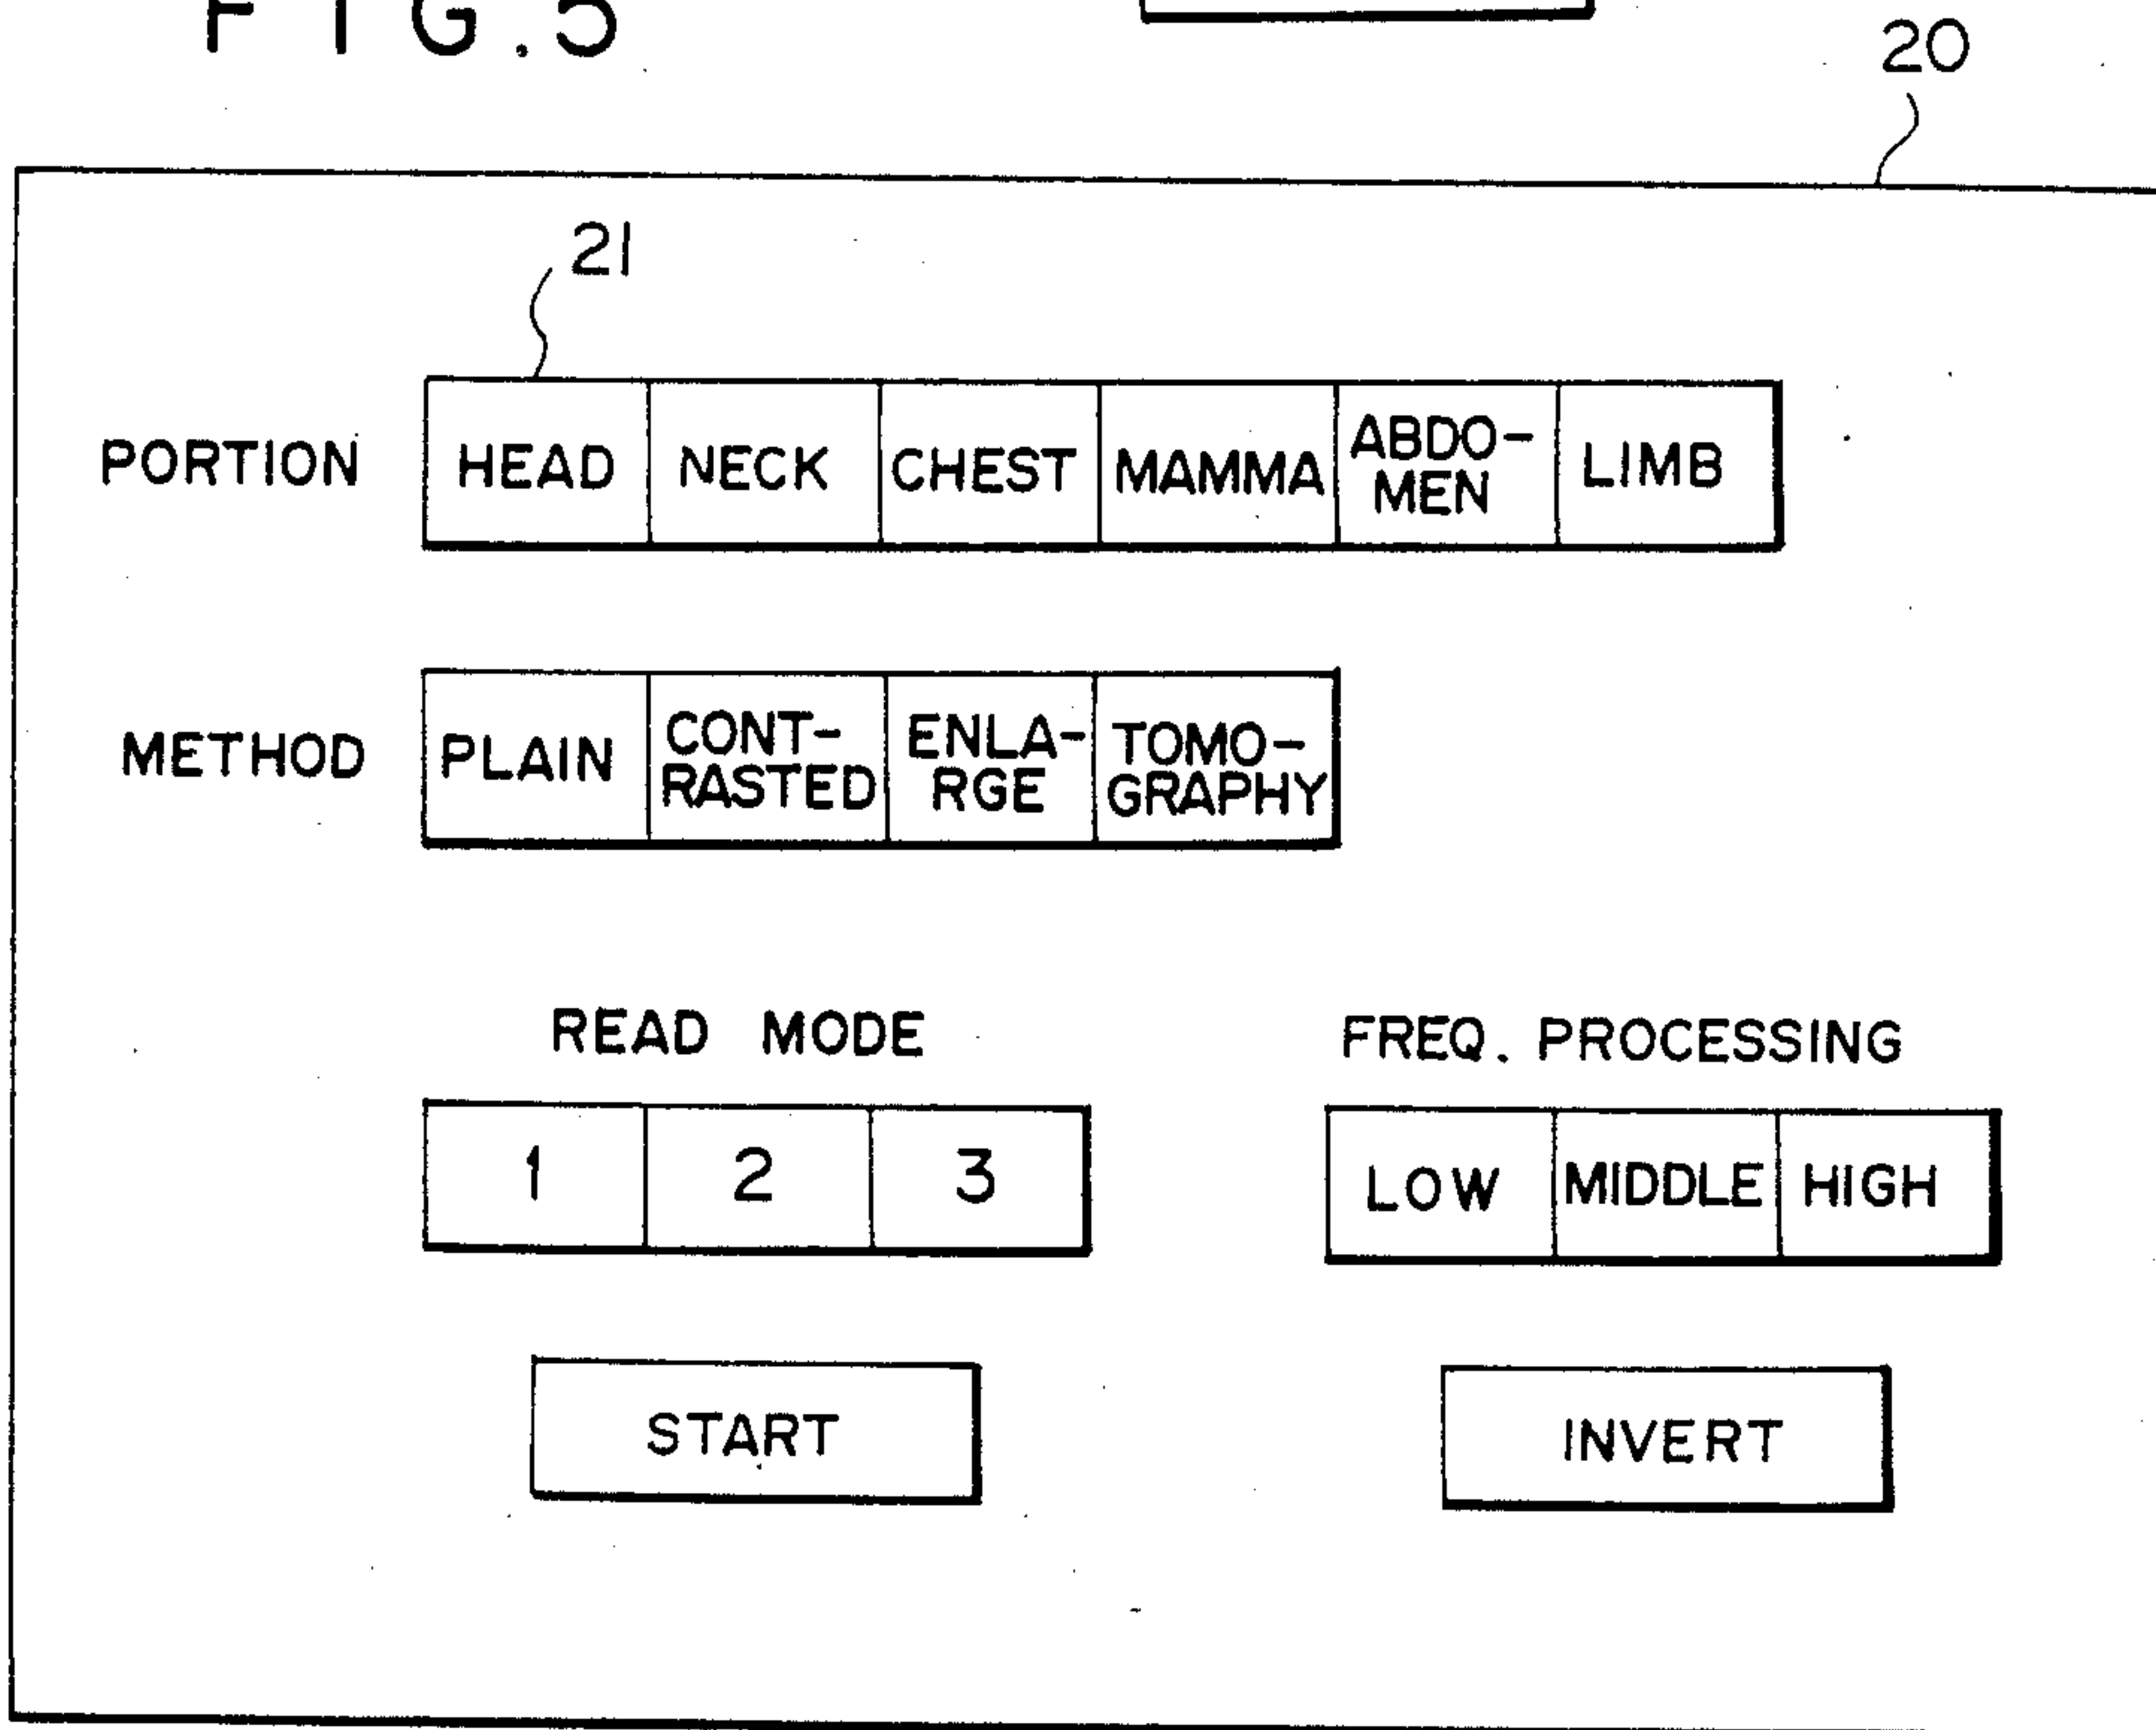 FIG.5
20
21
PORTION HEAD NECK CHEST MAMMA ABDO-
MEN LIMB
METHOD PLAIN CONT-
RASTED ENLA-
RGE TOMO-
GRAPHY
READ MODE FREQ. PROCESSING
1 2 3 LOW MIDDLE HIGH
START INVERT